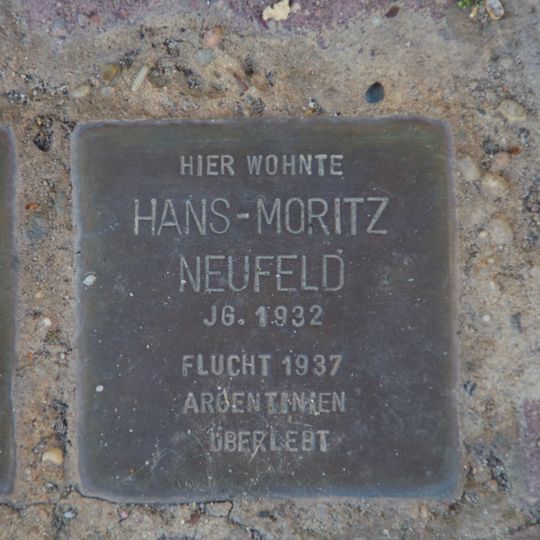 HIER WOHNTE
HANS-MORITZ
NEUFELD
JG. 1932
FLUCHT 1937
ARGENTINIEN
ÜBERLEBT